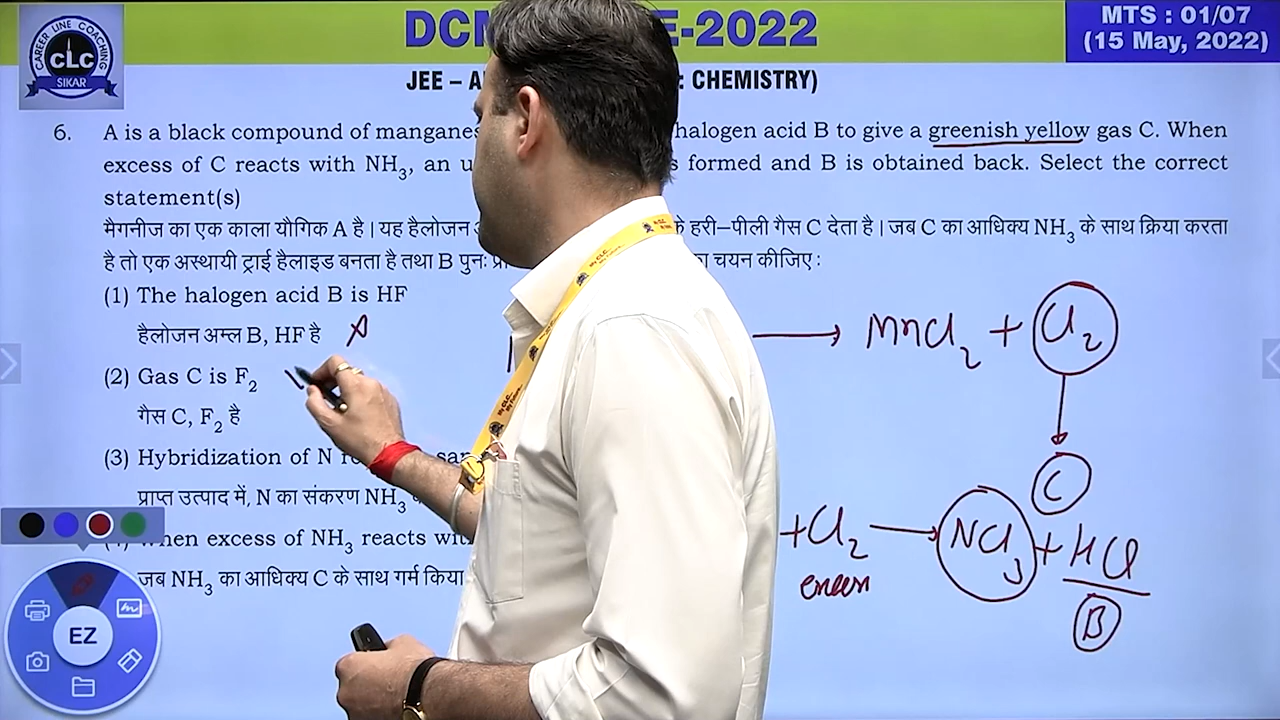 CAREER LINE COACHING
CLC
SIKAR
DCM E-2022
MTS : 01/07
(15 May, 2022)
JEE – A : CHEMISTRY)
6. A is a black compound of manganes halogen acid B to give a greenish yellow gas C. When
excess of C reacts with NH3, an u s formed and B is obtained back. Select the correct
statement(s)
मैगनीज का एक काला यौगिक A है। यह हैलोजन के हरी–पीली गैस C देता है। जब C का आधिक्य NH3 के साथ क्रिया करता
है तो एक अस्थायी ट्राई हैलाइड बनता है तथा B पुनः का चयन कीजिए :
(1) The halogen acid B is HF
हैलोजन अम्ल B, HF है
(2) Gas C is F2
गैस C, F2 है
(3) Hybridization of N
प्राप्त उत्पाद में, N का संकरण NH3
When excess of NH3 reacts wit
जब NH3 का आधिक्य C के साथ गर्म किया
→ MnCl2 + Cl2
C
+Cl2 → NCl3 + HCl
excess
B
EZ
My CLC..
My Future..